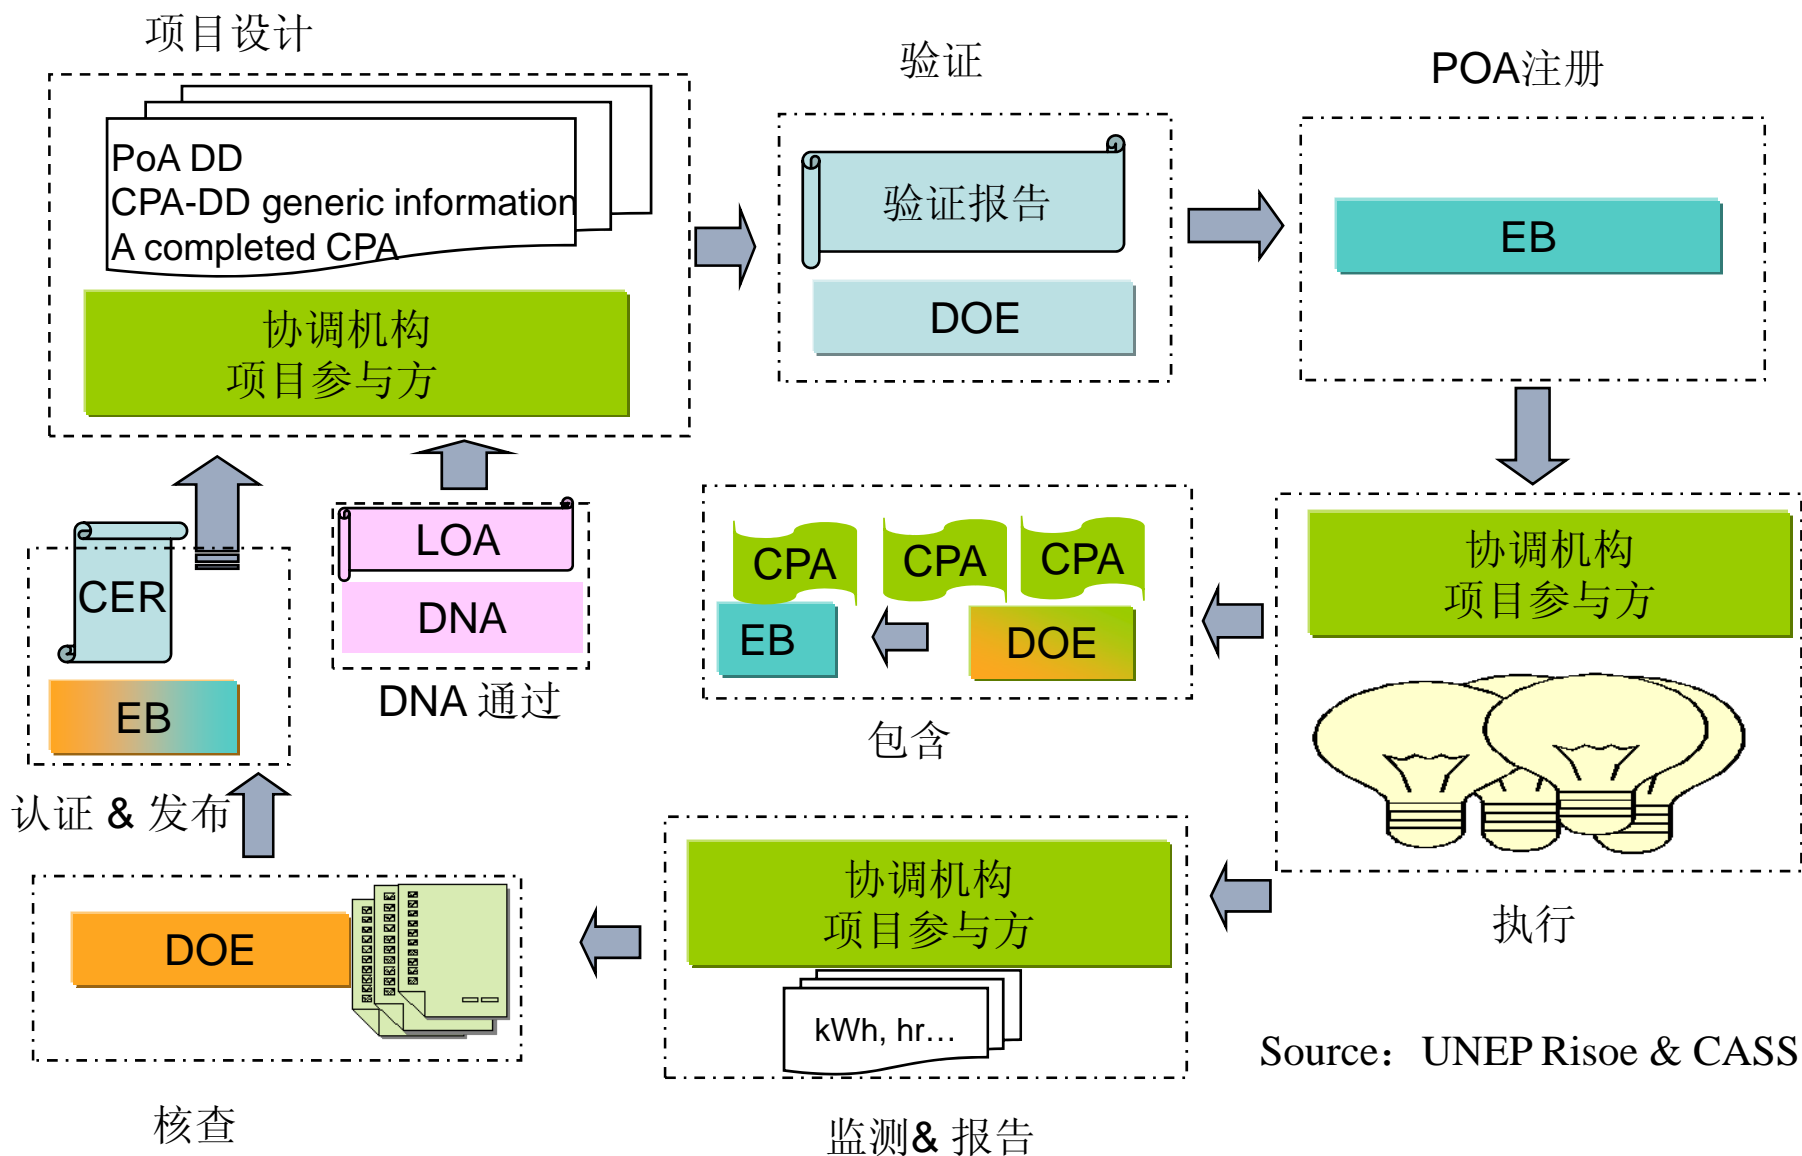 项目设计
PoA DD
CPA-DD generic information
A completed CPA
协调机构
项目参与方
验证
验证报告
DOE
POA注册
EB
协调机构
项目参与方
执行
CPA
CPA
CPA
EB
DOE
包含
LOA
DNA
DNA 通过
CER
EB
认证 & 发布
DOE
核查
协调机构
项目参与方
kWh, hr…
监测& 报告
Source： UNEP Risoe & CASS